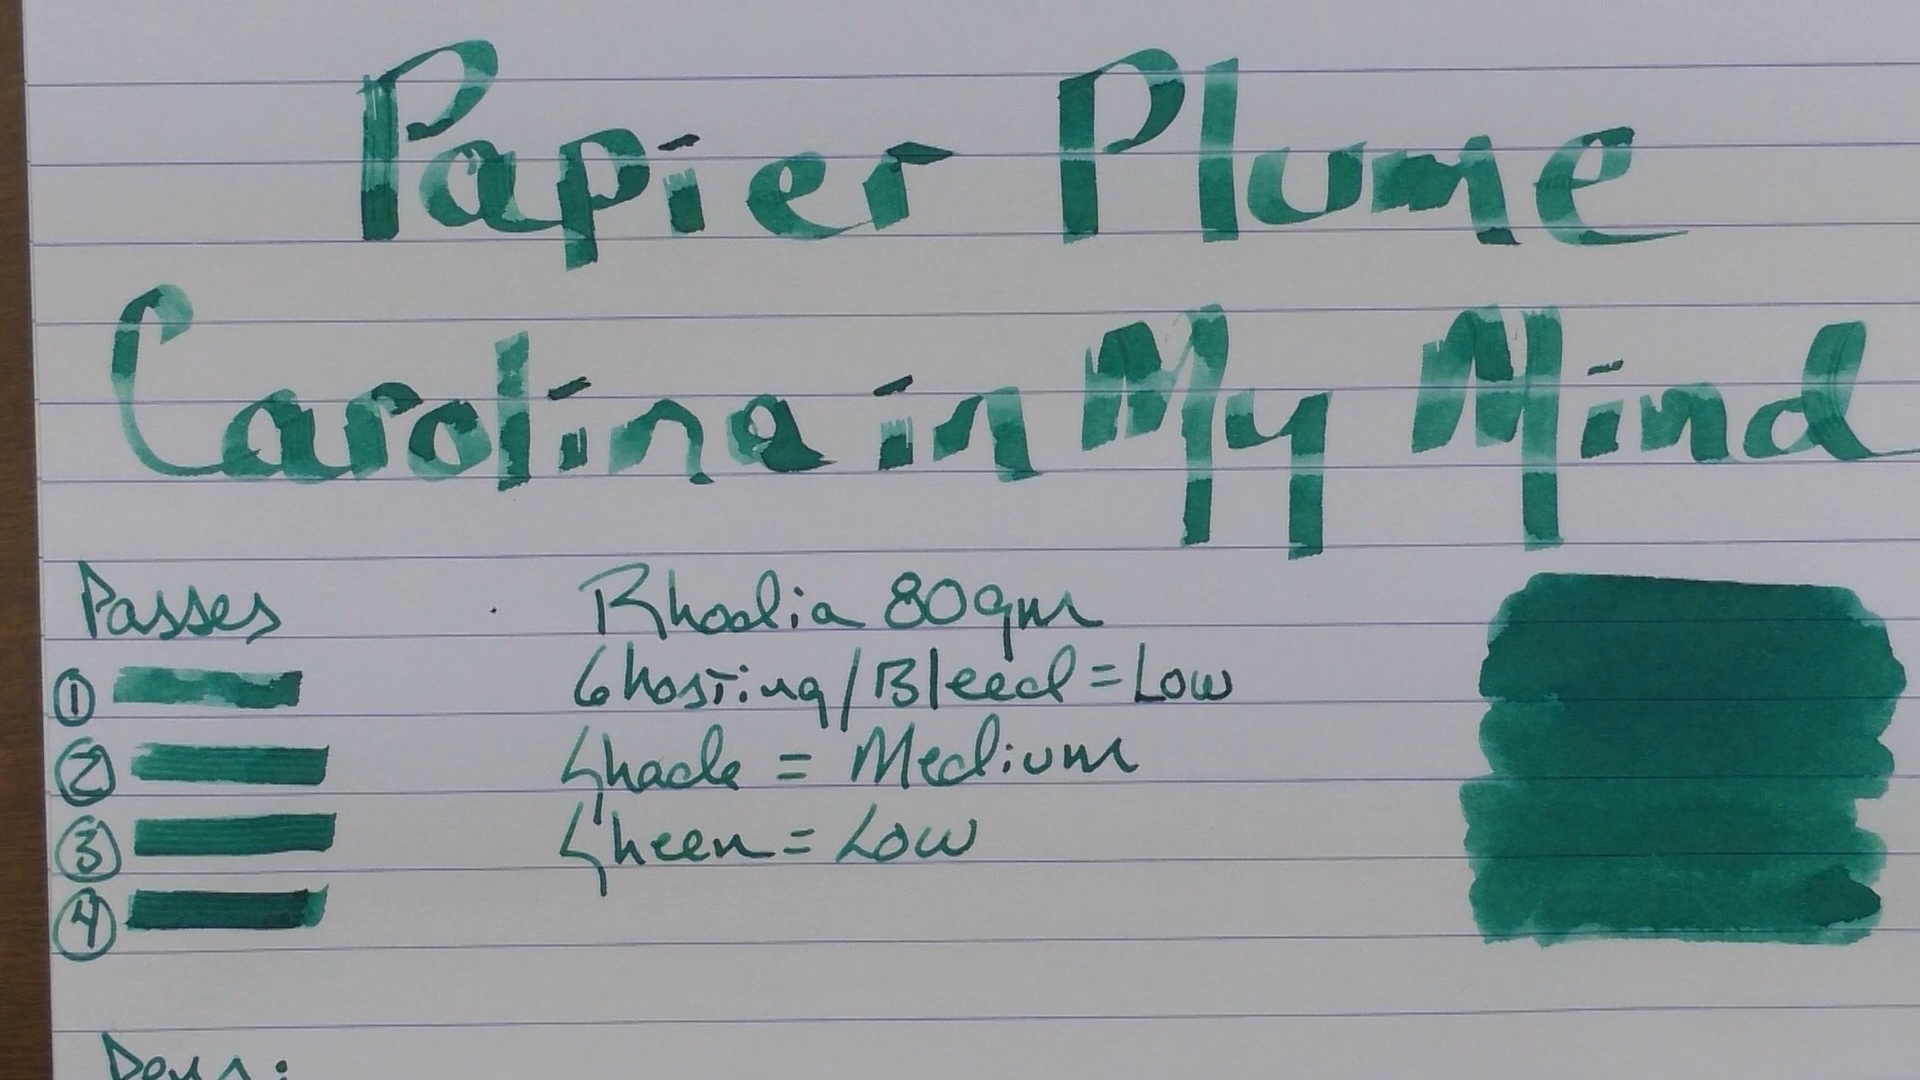 Papier Plume
Carolina in My Mind
Passes
1
2
3
4
Rhodia 80gm
Ghosting/Bleed = Low
Shade = Medium
Sheen = Low
Pens: